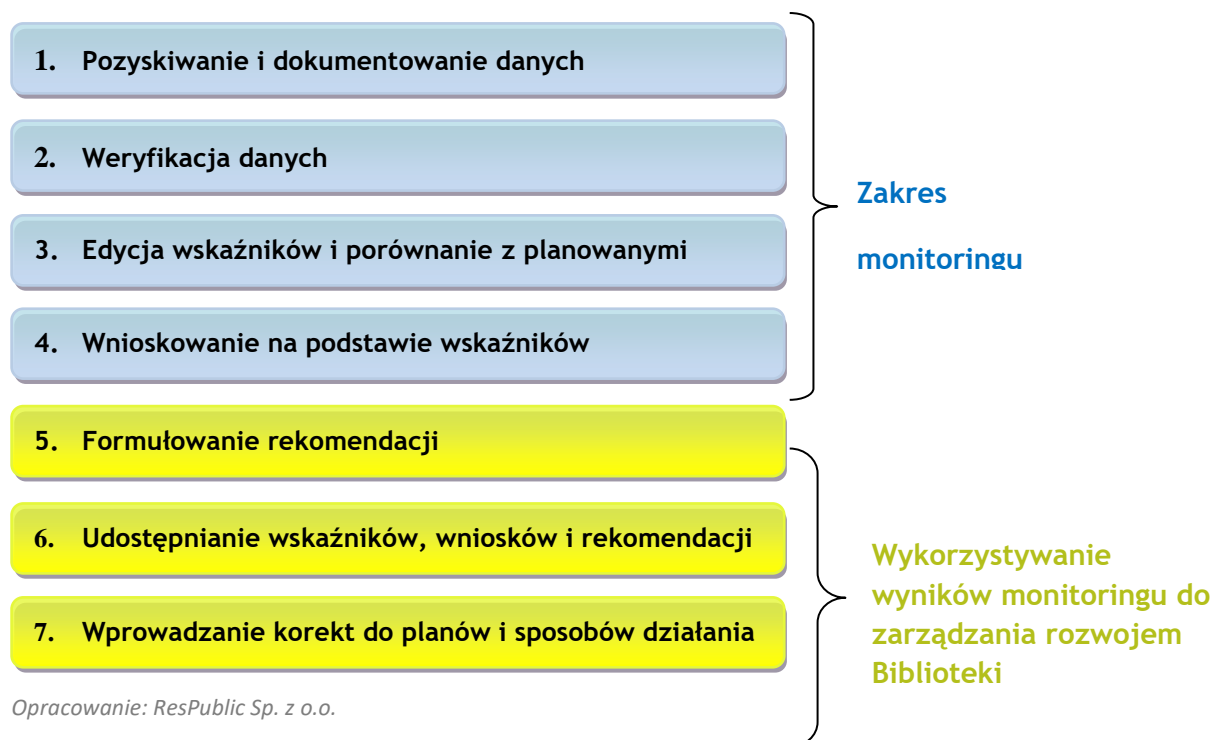 1. Pozyskiwanie i dokumentowanie danych
2. Weryfikacja danych
3. Edycja wskaźników i porównanie z planowanymi
4. Wnioskowanie na podstawie wskaźników
Zakres
monitoringu
5. Formułowanie rekomendacji
6. Udostępnianie wskaźników, wniosków i rekomendacji
7. Wprowadzanie korekt do planów i sposobów działania
Wykorzystywanie
wyników monitoringu do
zarządzania rozwojem
Biblioteki
Opracowanie: ResPublic Sp. z o.o.